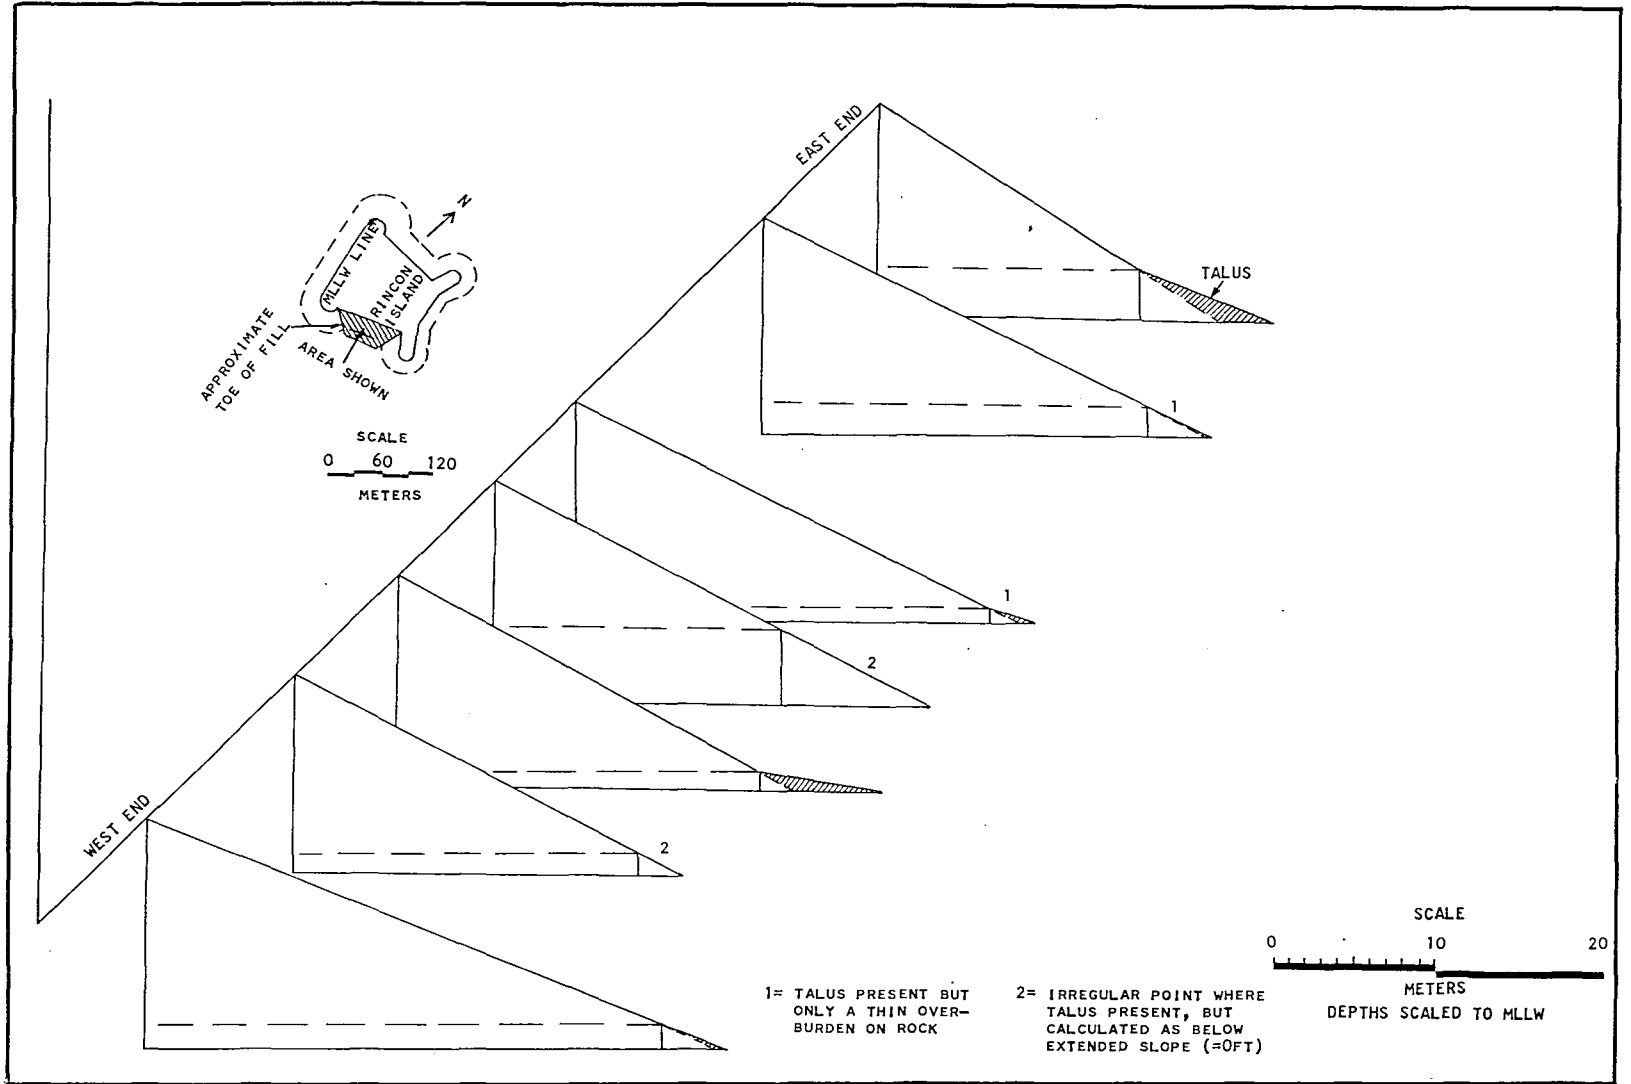 EAST END
N
MLLW LINE
RINCON
ISLAND
TALUS
APPROXIMATE
TOE OF FILL
AREA SHOWN
1
SCALE
0 60 120
METERS
1
2
WEST END
2
SCALE
0 10 20
METERS
DEPTHS SCALED TO MLLW
1= TALUS PRESENT BUT
ONLY A THIN OVER-
BURDEN ON ROCK
2= IRREGULAR POINT WHERE
TALUS PRESENT, BUT
CALCULATED AS BELOW
EXTENDED SLOPE (=0FT)